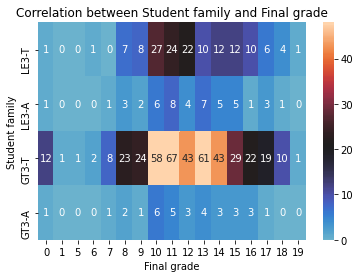 Correlation between Student family and Final grade
Student family
LE3-T
1 0 0 1 0 7 8 27 24 22 10 12 12 10 6 4 1
LE3-A
1 0 0 0 1 3 2 6 8 4 7 5 5 1 3 1 0
GT3-T
12 1 1 2 8 23 24 58 67 43 61 43 29 22 19 10 1
GT3-A
1 0 0 0 1 2 1 6 5 3 4 3 3 3 1 0 0
0 1 5 6 7 8 9 10 11 12 13 14 15 16 17 18 19
Final grade
40
30
20
10
0